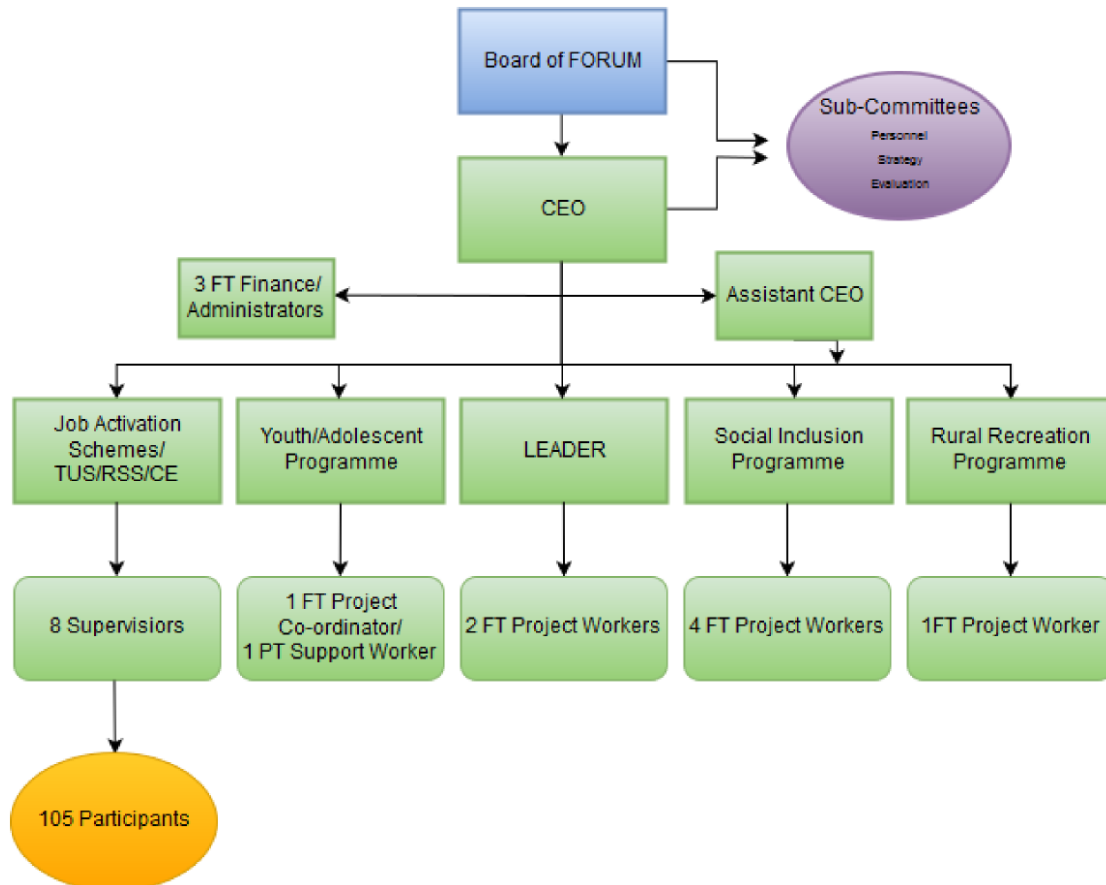 Board of FORUM
Sub-Committees
Personnel
Strategy
Evaluation
CEO
3 FT Finance/
Administrators
Assistant CEO
Job Activation
Schemes/
TUS/RSS/CE
Youth/Adolescent
Programme
LEADER
Social Inclusion
Programme
Rural Recreation
Programme
8 Supervisiors
1 FT Project
Co-ordinator/
1 PT Support Worker
2 FT Project Workers
4 FT Project Workers
1FT Project Worker
105 Participants